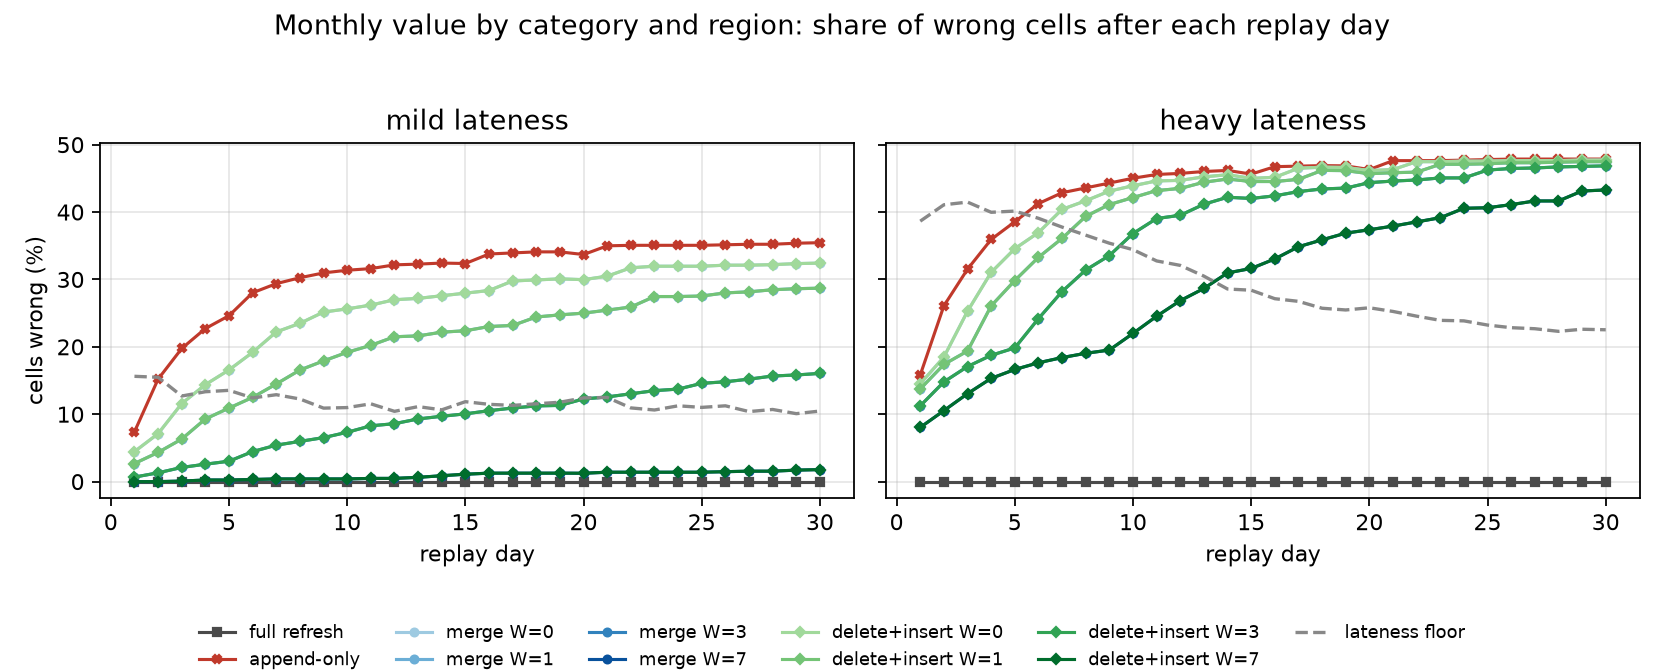 Monthly value by category and region: share of wrong cells after each replay day
mild lateness
heavy lateness
cells wrong (%)
50
40
30
20
10
0
0 5 10 15 20 25 30
0 5 10 15 20 25 30
replay day
replay day
full refresh merge W=0 merge W=3 delete+insert W=0 delete+insert W=3 lateness floor
append-only merge W=1 merge W=7 delete+insert W=1 delete+insert W=7